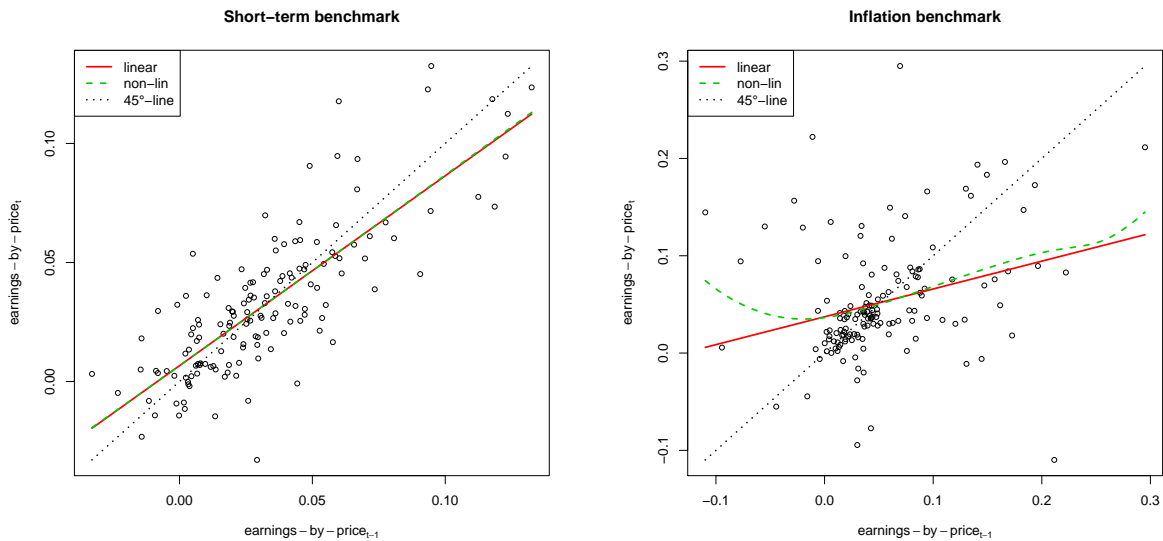 Short−term benchmark
linear
non−lin
45°−line
0.00
0.05
0.10
earnings − by − price_t
0.00
0.05
0.10
earnings − by − price_t−1
Inflation benchmark
linear
non−lin
45°−line
−0.1
0.0
0.1
0.2
0.3
earnings − by − price_t
−0.1
0.0
0.1
0.2
0.3
earnings − by − price_t−1